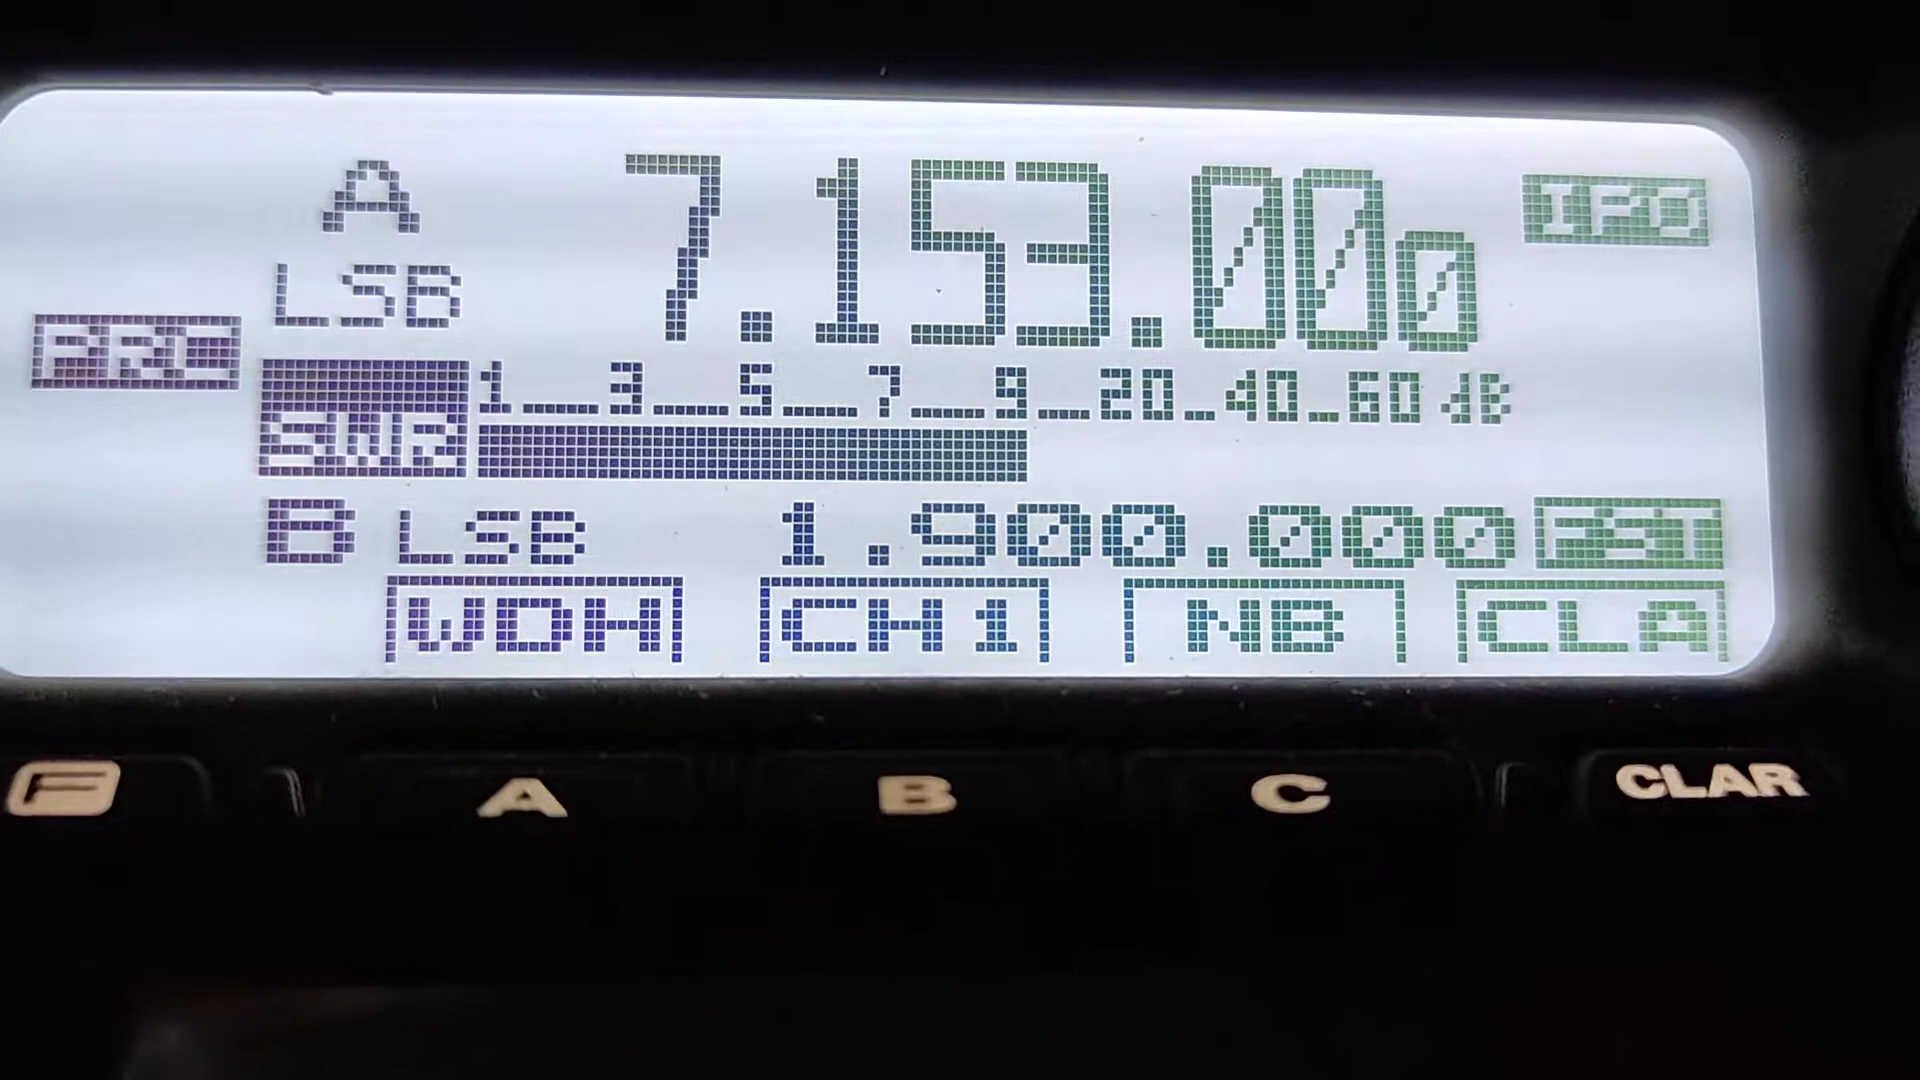 A 7.153.000 IPO
LSB
PRC
1 3 5 7 9 20 40 60 dB
SWR
B LSB 1.900.000 FST
WDH CH1 NB CLA
F A B C CLAR